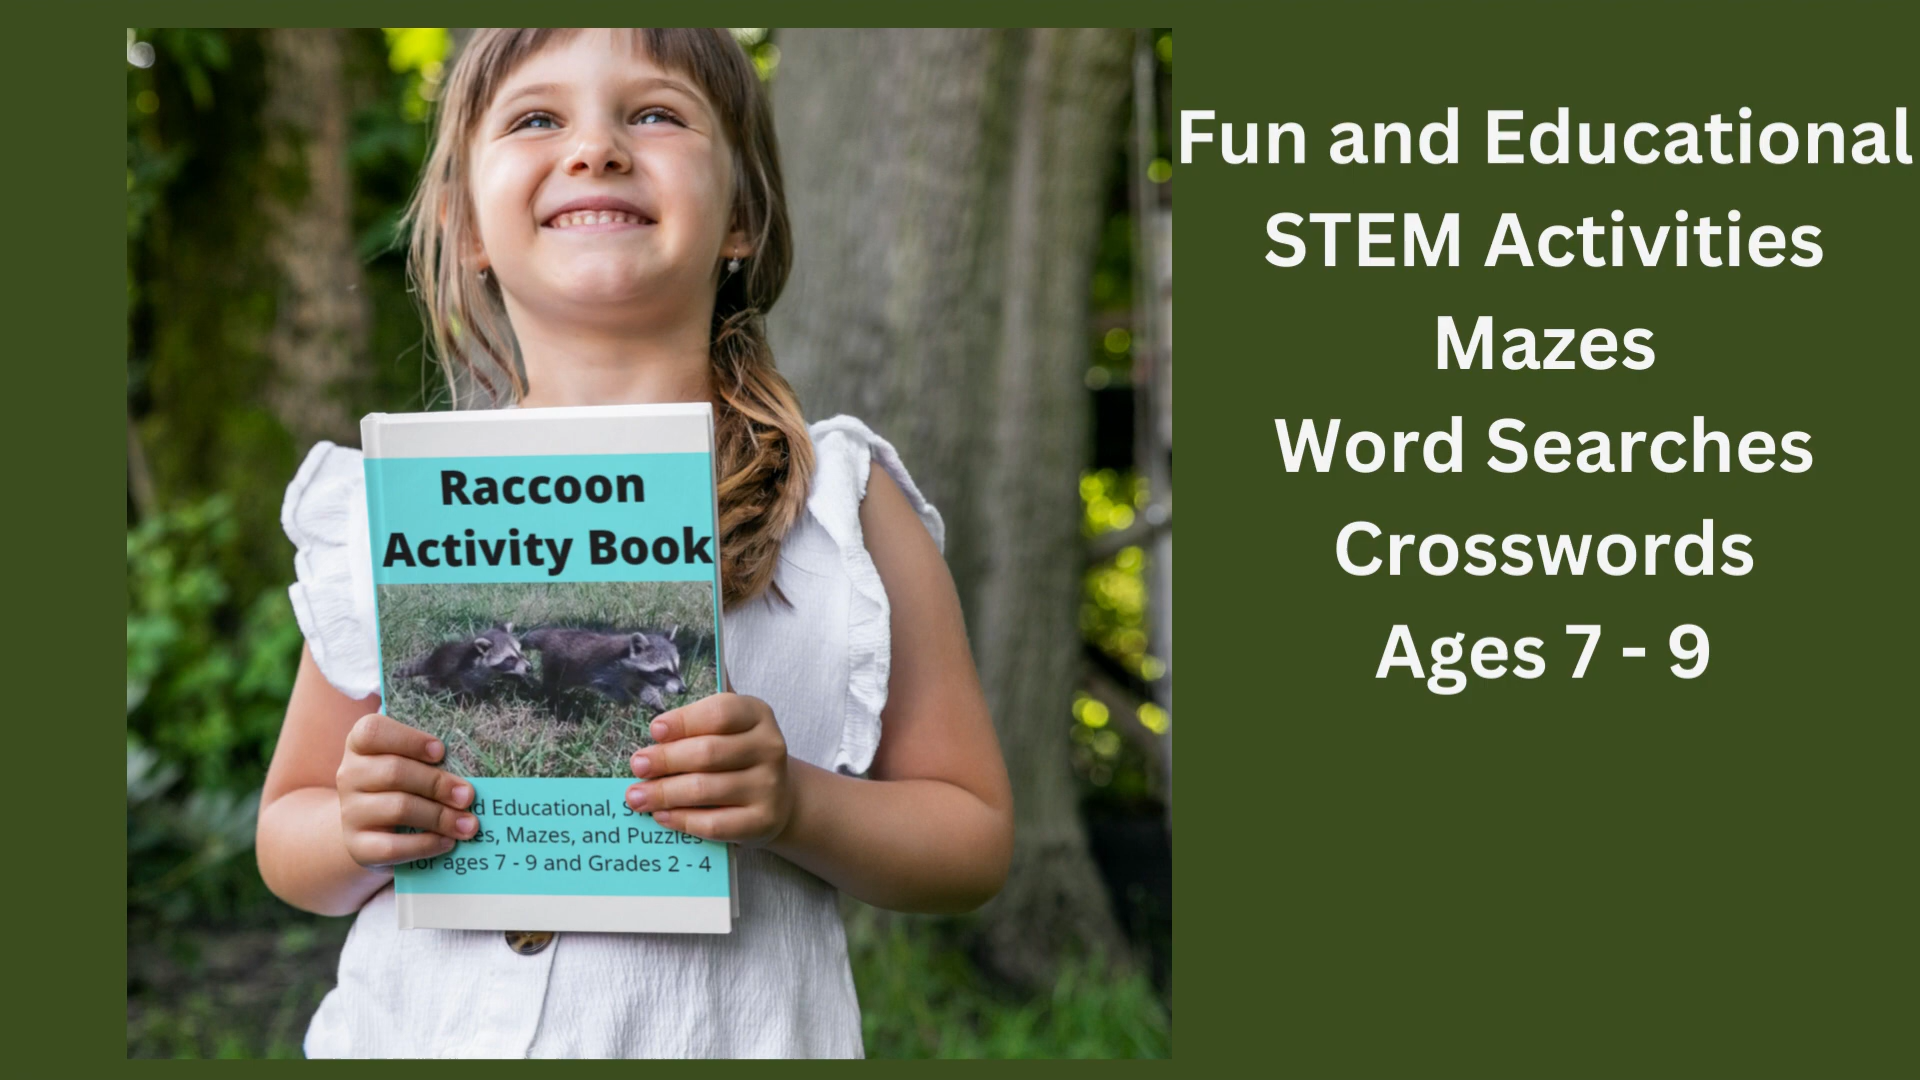 Raccoon
Activity Book
Educational,
Mazes, and Puzzles
for ages 7 - 9 and Grades 2 - 4
Fun and Educational
STEM Activities
Mazes
Word Searches
Crosswords
Ages 7 - 9